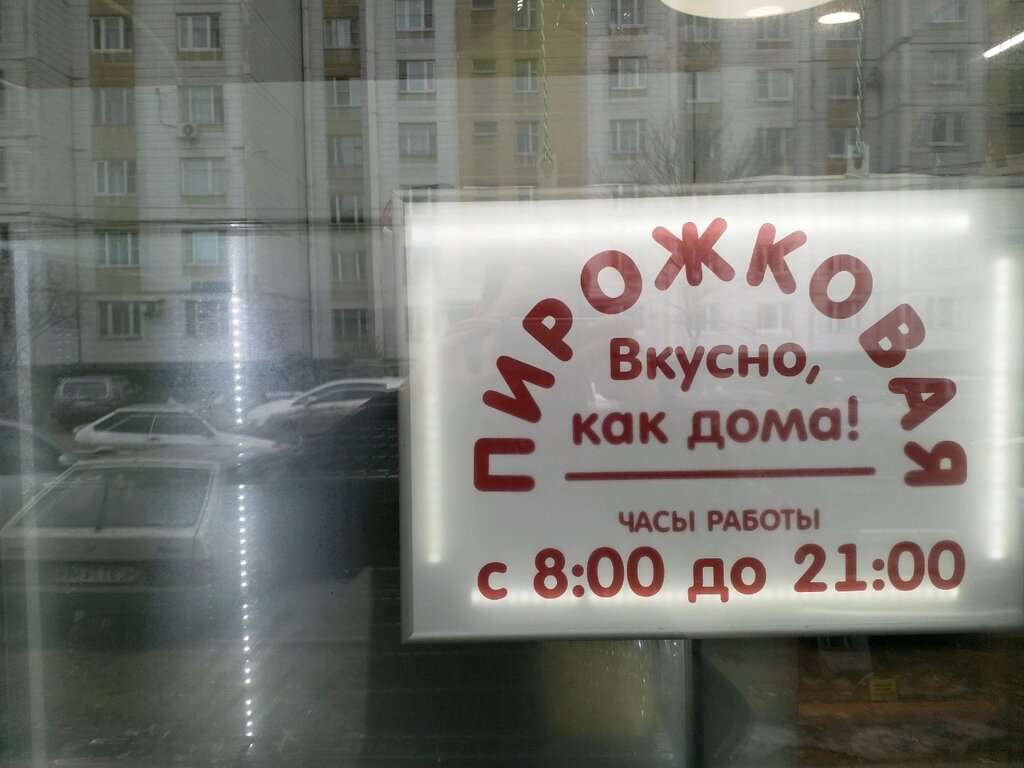 ПИРОЖКОВАЯ
Вкусно,
как дома!
ЧАСЫ РАБОТЫ
с 8:00 до 21:00